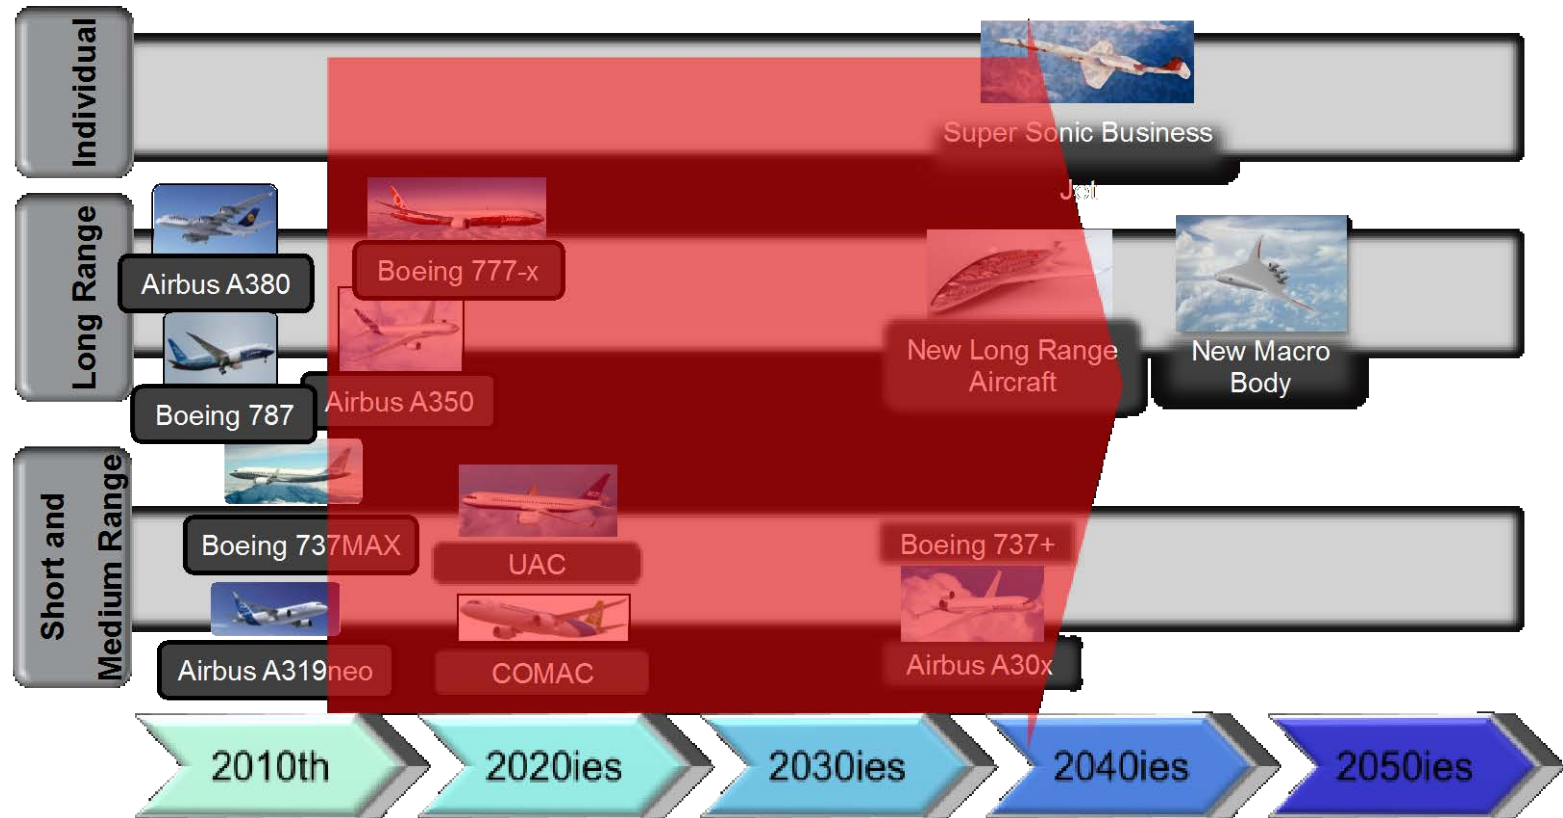 Individual
Super Sonic Business
Jet
Long Range
Airbus A380
Boeing 777-x
Boeing 787
Airbus A350
New Long Range
Aircraft
New Macro
Body
Short and
Medium Range
Boeing 737MAX
UAC
Boeing 737+
Airbus A319neo
COMAC
Airbus A30x
2010th
2020ies
2030ies
2040ies
2050ies